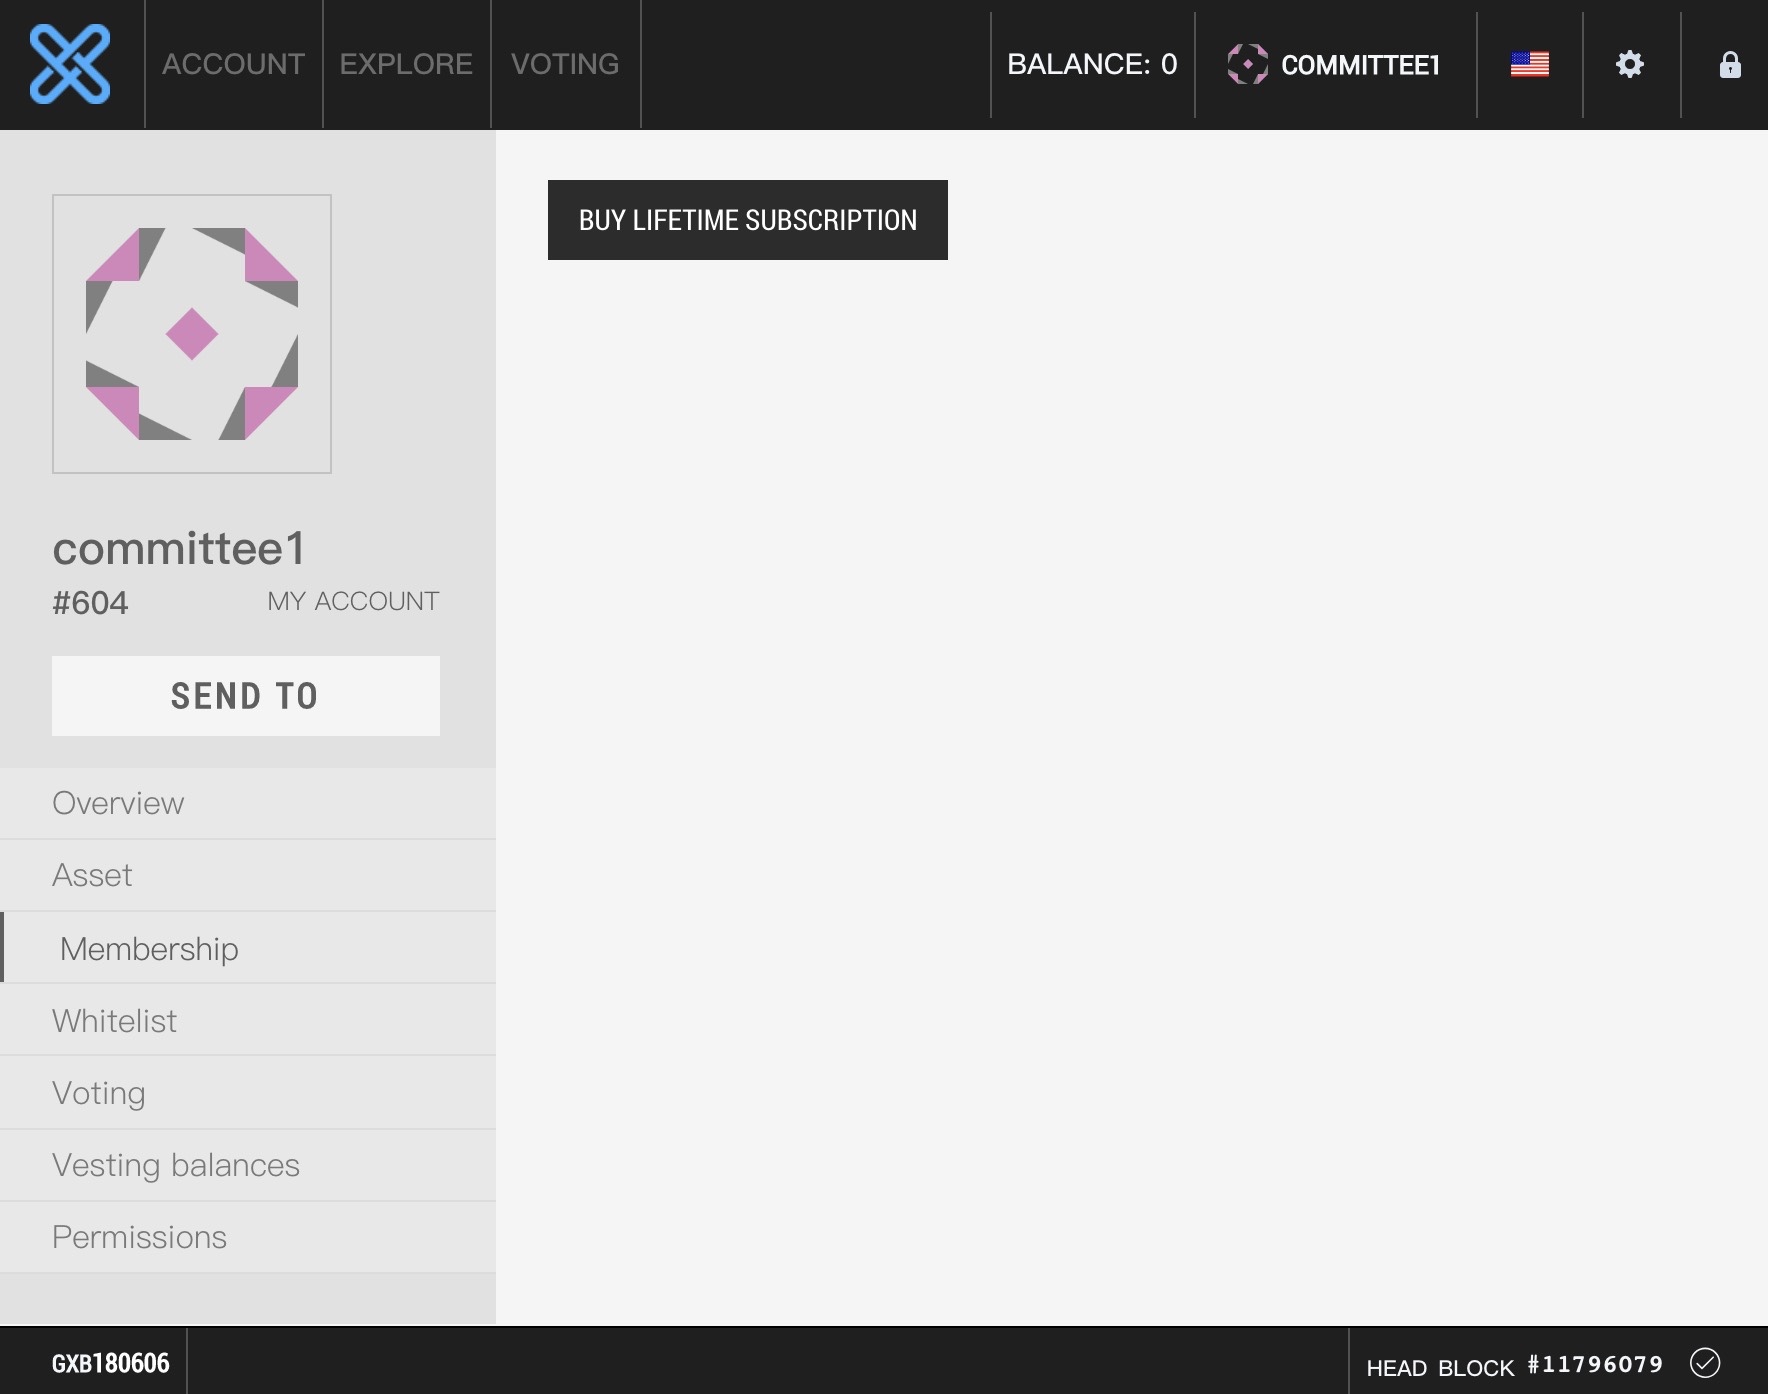 ACCOUNT EXPLORE VOTING BALANCE: 0 COMMITTEE1
BUY LIFETIME SUBSCRIPTION
committee1
#604 MY ACCOUNT
SEND TO
Overview
Asset
Membership
Whitelist
Voting
Vesting balances
Permissions
GXB180606 HEAD BLOCK #11796079